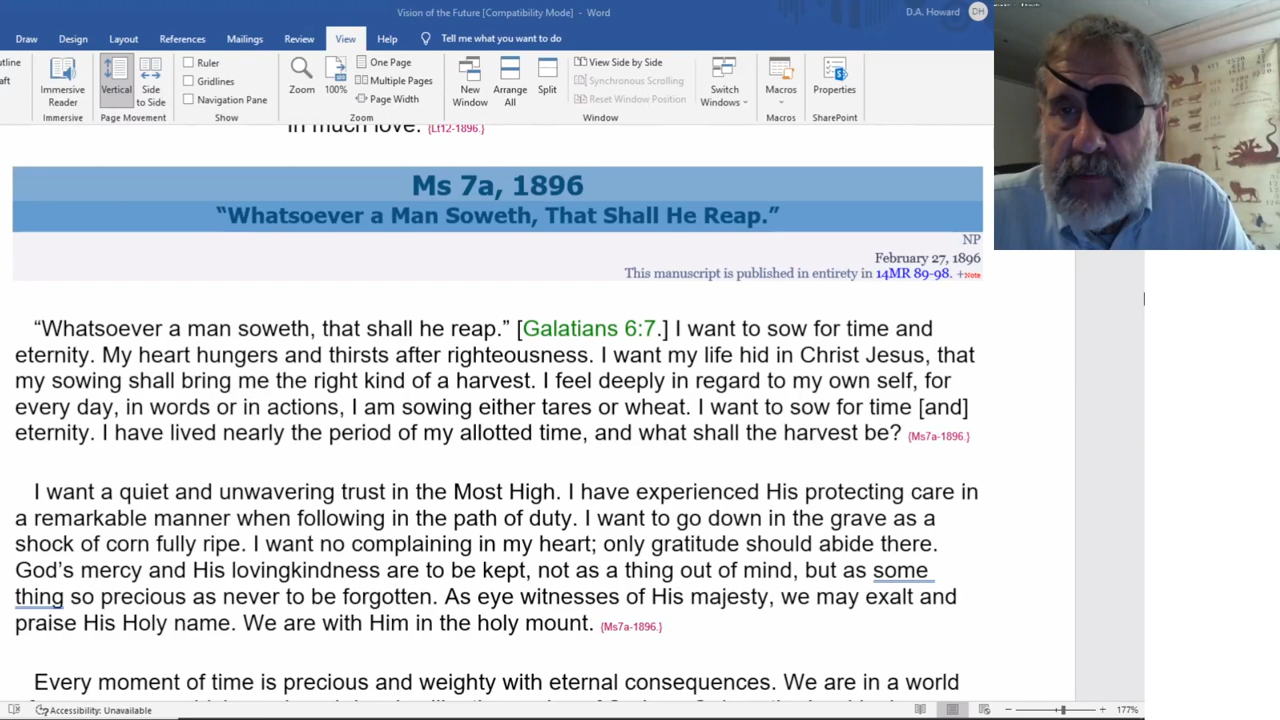 Vision of the Future [Compatibility Mode] - Word
D.A. Howard DH
Draw Design Layout References Mailings Review View Help Tell me what you want to do
Immersive Reader
Immersive
Vertical
Side to Side
Page Movement
Ruler
Gridlines
Navigation Pane
Show
Zoom
100%
One Page
Multiple Pages
Page Width
Zoom
New Window
Arrange All
Split
View Side by Side
Synchronous Scrolling
Reset Window Position
Window
Switch Windows
Macros
Macros
Properties
SharePoint
in much love. {Lt12-1896.}
Ms 7a, 1896
“Whatsoever a Man Soweth, That Shall He Reap.”
NP
February 27, 1896
This manuscript is published in entirety in 14MR 89-98. +Note
“Whatsoever a man soweth, that shall he reap.” [Galatians 6:7.] I want to sow for time and
eternity. My heart hungers and thirsts after righteousness. I want my life hid in Christ Jesus, that
my sowing shall bring me the right kind of a harvest. I feel deeply in regard to my own self, for
every day, in words or in actions, I am sowing either tares or wheat. I want to sow for time [and]
eternity. I have lived nearly the period of my allotted time, and what shall the harvest be? {Ms7a-1896.}
I want a quiet and unwavering trust in the Most High. I have experienced His protecting care in
a remarkable manner when following in the path of duty. I want to go down in the grave as a
shock of corn fully ripe. I want no complaining in my heart; only gratitude should abide there.
God’s mercy and His lovingkindness are to be kept, not as a thing out of mind, but as some
thing so precious as never to be forgotten. As eye witnesses of His majesty, we may exalt and
praise His Holy name. We are with Him in the holy mount. {Ms7a-1896.}
Every moment of time is precious and weighty with eternal consequences. We are in a world
Accessibility: Unavailable
177%